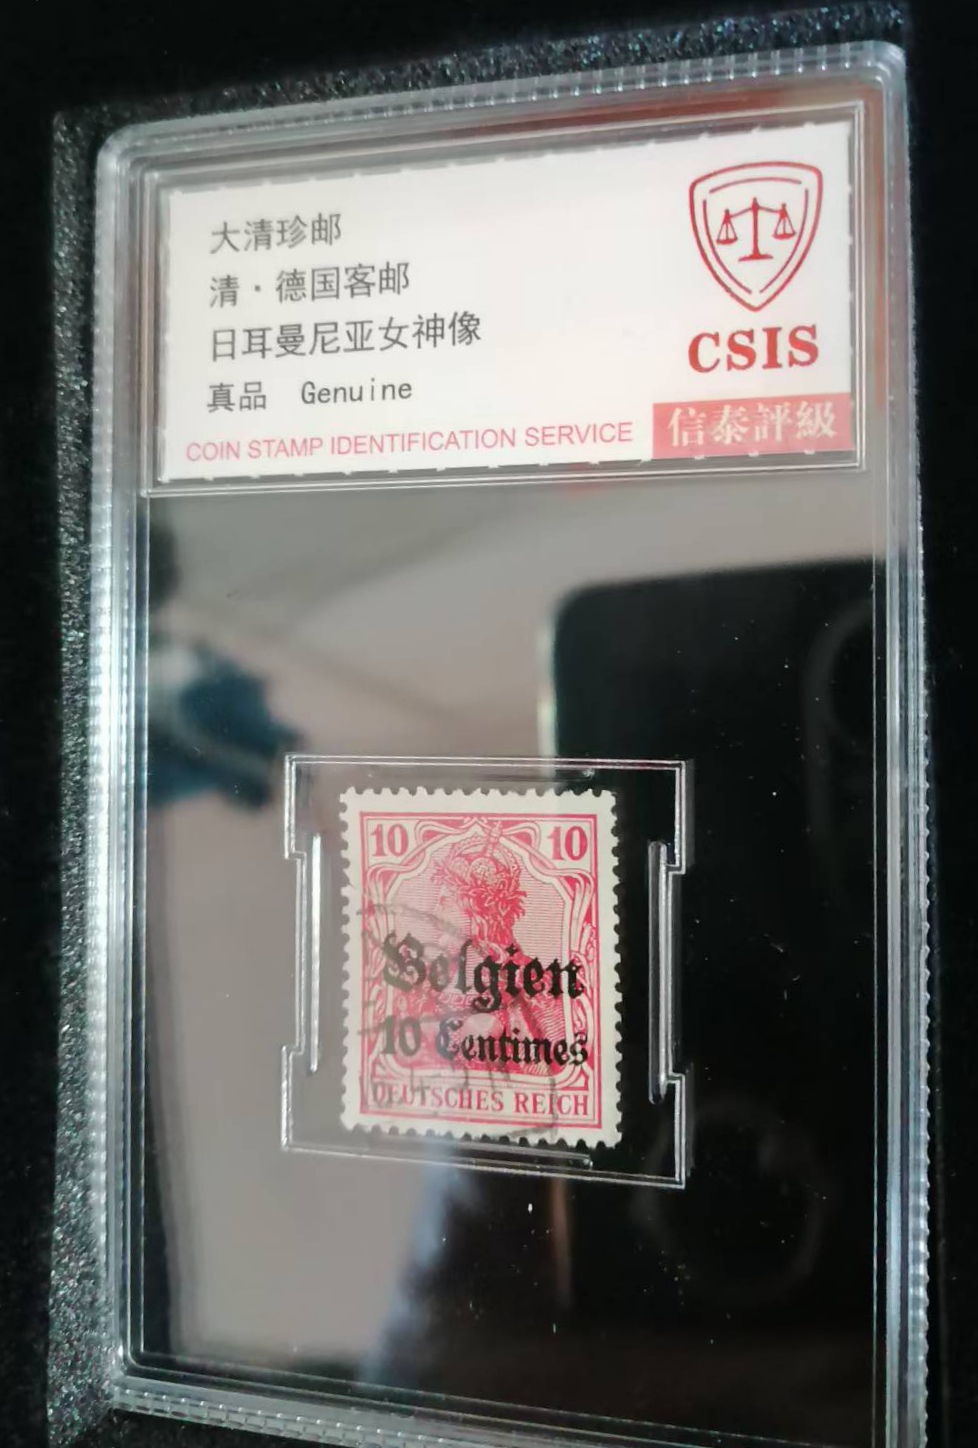 大清珍邮
清·德国客邮
日耳曼尼亚女神像
真品 Genuine
COIN STAMP IDENTIFICATION SERVICE
CSIS
信泰評級
10 10
Belgien
10 Centimes
DEUTSCHES REICH